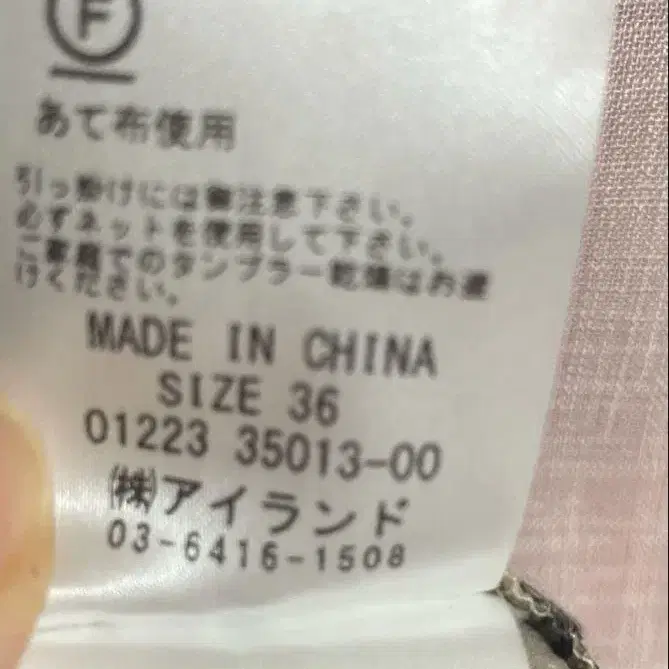 F
あて布使用
引っ掛けには御注意下さい。
必ずネットを使用して下さい。
ご家庭でのタンブラー乾燥はお避
けください。
MADE IN CHINA
SIZE 36
01223 35013-00
㈱アイランド
03-6416-1508